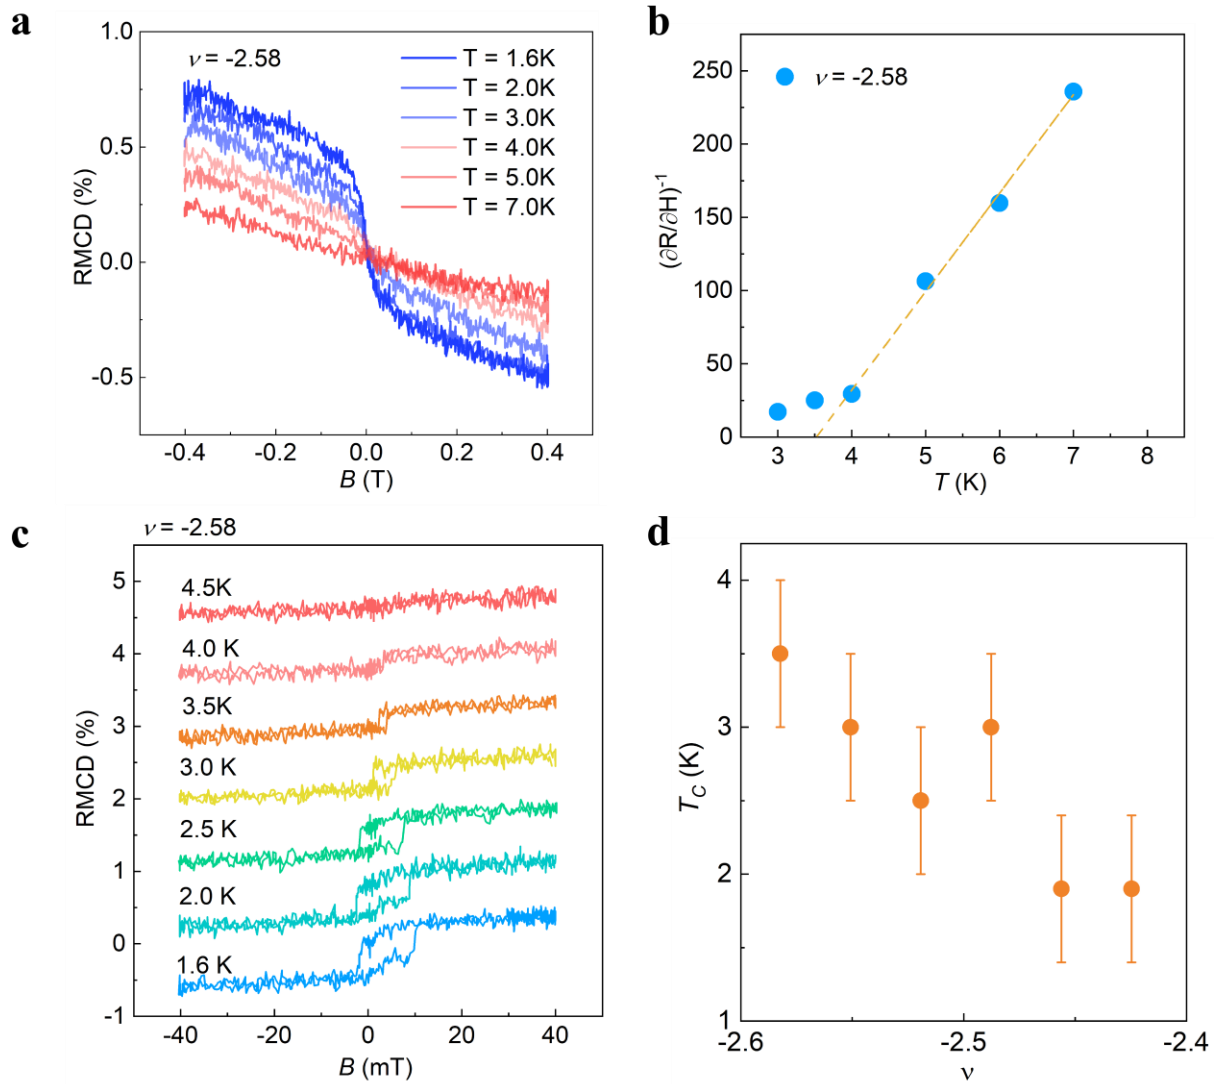 a
1.0
0.5
0.0
-0.5
RMCD (%)
ν = -2.58
T = 1.6K
T = 2.0K
T = 3.0K
T = 4.0K
T = 5.0K
T = 7.0K
-0.4 -0.2 0.0 0.2 0.4
B (T)
b
250
200
150
100
50
0
(∂R/∂H)⁻¹
ν = -2.58
3 4 5 6 7 8
T (K)
c
ν = -2.58
5
4
3
2
1
0
-1
RMCD (%)
4.5K
4.0 K
3.5K
3.0 K
2.5 K
2.0 K
1.6 K
-40 -20 0 20 40
B (mT)
d
4
3
2
1
T_C (K)
-2.6 -2.5 -2.4
ν